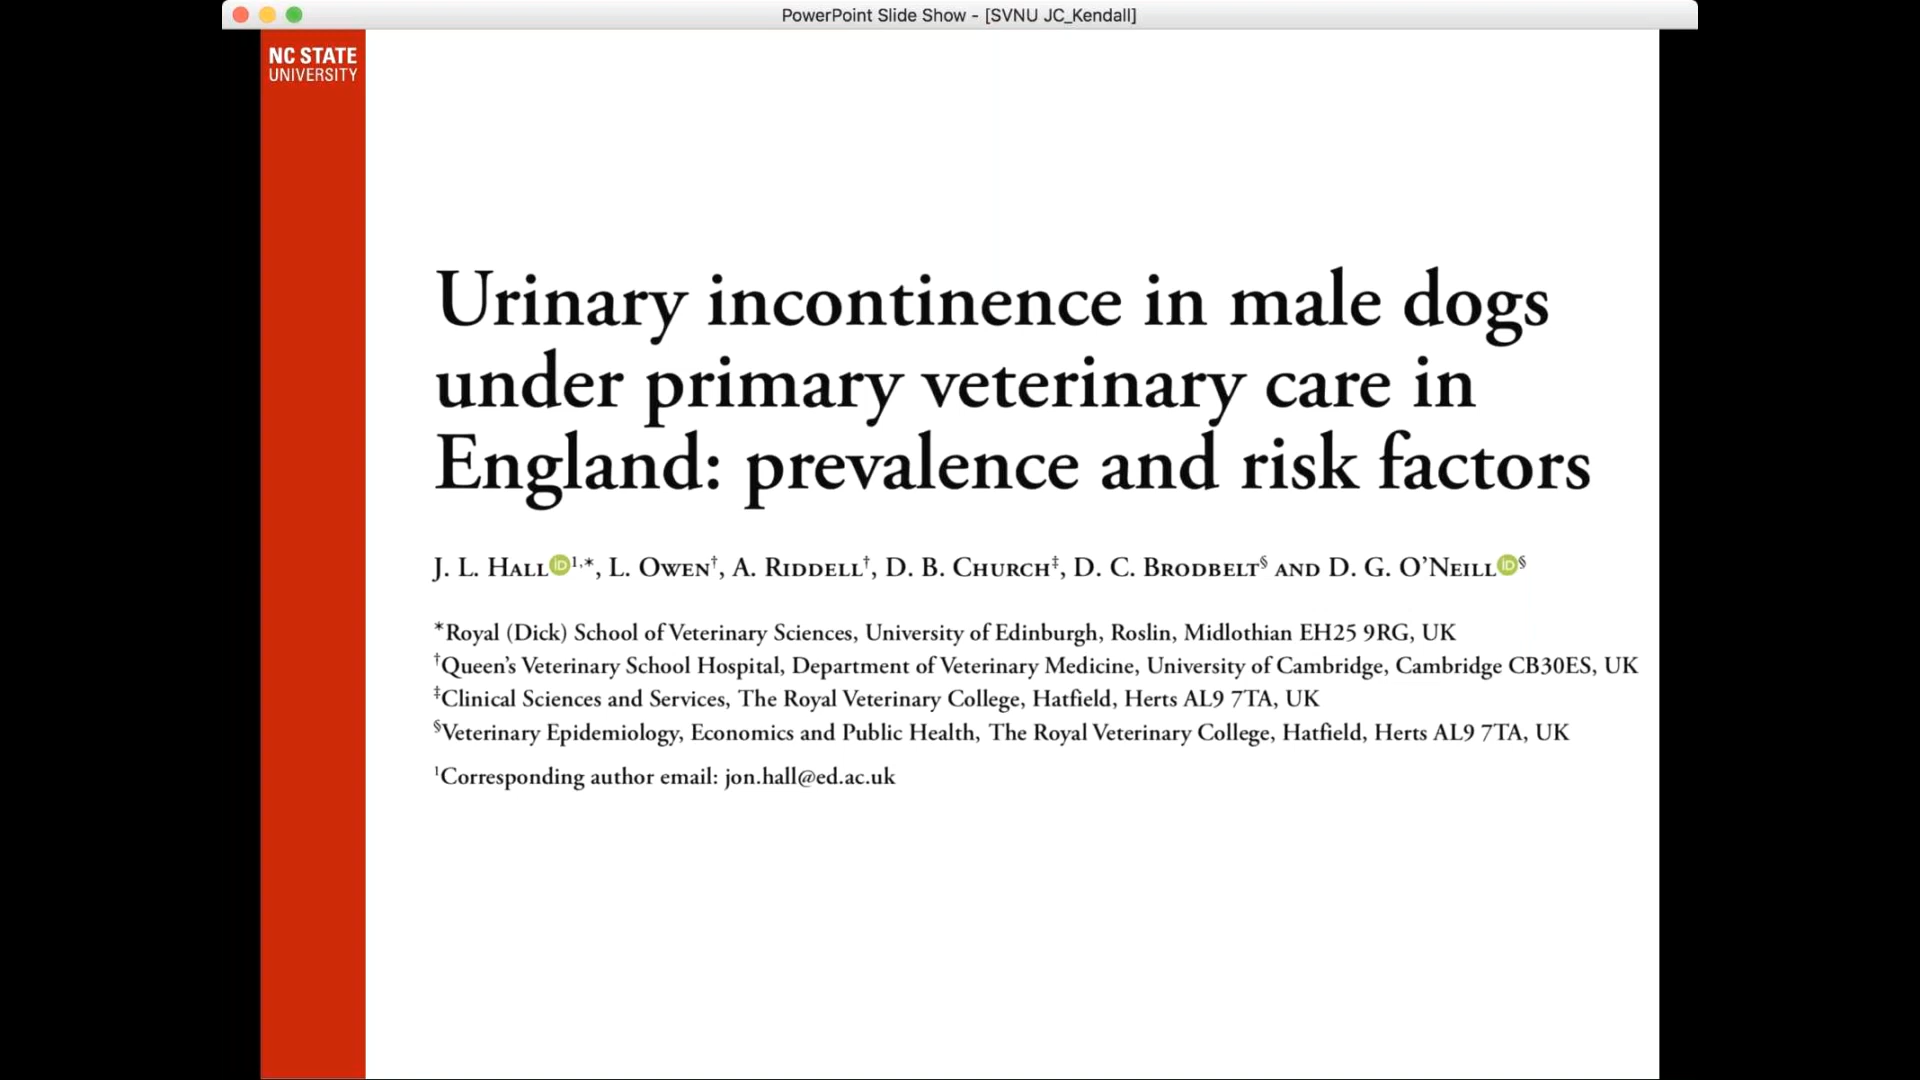 PowerPoint Slide Show - [SVNU JC_Kendall]
NC STATE
UNIVERSITY
Urinary incontinence in male dogs
under primary veterinary care in
England: prevalence and risk factors
J. L. Hall iD 1,*, L. Owen†, A. Riddell†, D. B. Church‡, D. C. Brodbelt§ and D. G. O’Neill iD §
*Royal (Dick) School of Veterinary Sciences, University of Edinburgh, Roslin, Midlothian EH25 9RG, UK
†Queen’s Veterinary School Hospital, Department of Veterinary Medicine, University of Cambridge, Cambridge CB30ES, UK
‡Clinical Sciences and Services, The Royal Veterinary College, Hatfield, Herts AL9 7TA, UK
§Veterinary Epidemiology, Economics and Public Health, The Royal Veterinary College, Hatfield, Herts AL9 7TA, UK
1Corresponding author email: jon.hall@ed.ac.uk